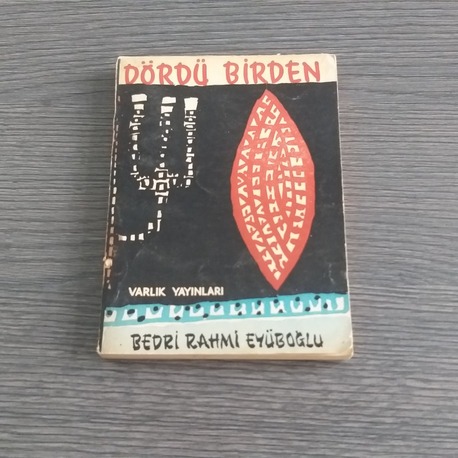 DÖRDÜ BİRDEN
VARLIK YAYINLARI
BEDRİ RAHMİ EYÜBOĞLU